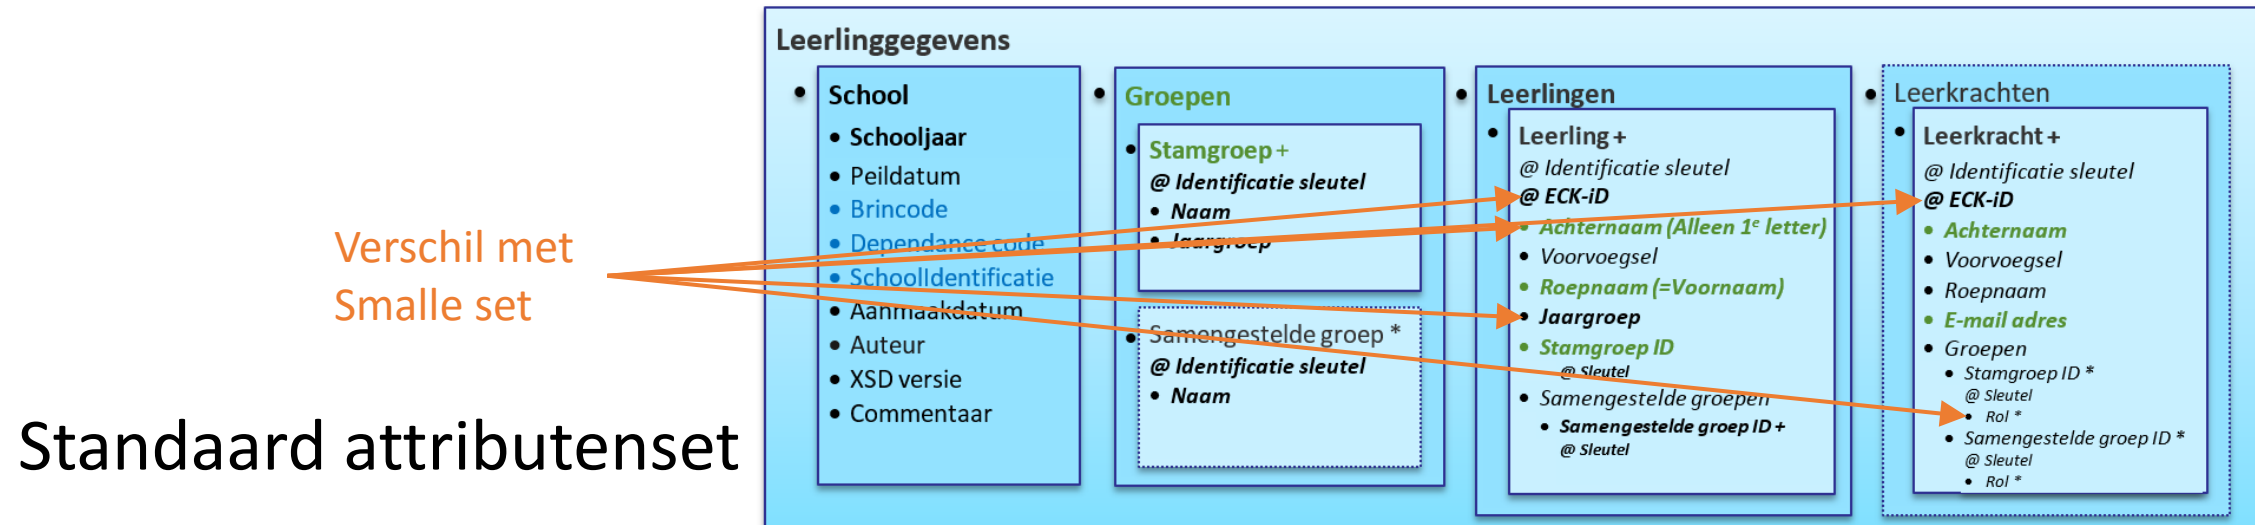 Verschil met
Smalle set
Standaard attributenset
Leerlinggegevens
• School
• Schooljaar
• Peildatum
• Brincode
• Dependance code
• SchoolIdentificatie
• Aanmaakdatum
• Auteur
• XSD versie
• Commentaar
• Groepen
• Stamgroep +
@ Identificatie sleutel
• Naam
• Jaargroep
• Samengestelde groep *
@ Identificatie sleutel
• Naam
• Leerlingen
• Leerling +
@ Identificatie sleutel
@ ECK-iD
• Achternaam (Alleen 1e letter)
• Voorvoegsel
• Roepnaam (=Voornaam)
• Jaargroep
• Stamgroep ID
@ Sleutel
• Samengestelde groepen
• Samengestelde groep ID +
@ Sleutel
• Leerkrachten
• Leerkracht +
@ Identificatie sleutel
@ ECK-iD
• Achternaam
• Voorvoegsel
• Roepnaam
• E-mail adres
• Groepen
• Stamgroep ID *
@ Sleutel
• Rol *
• Samengestelde groep ID *
@ Sleutel
• Rol *